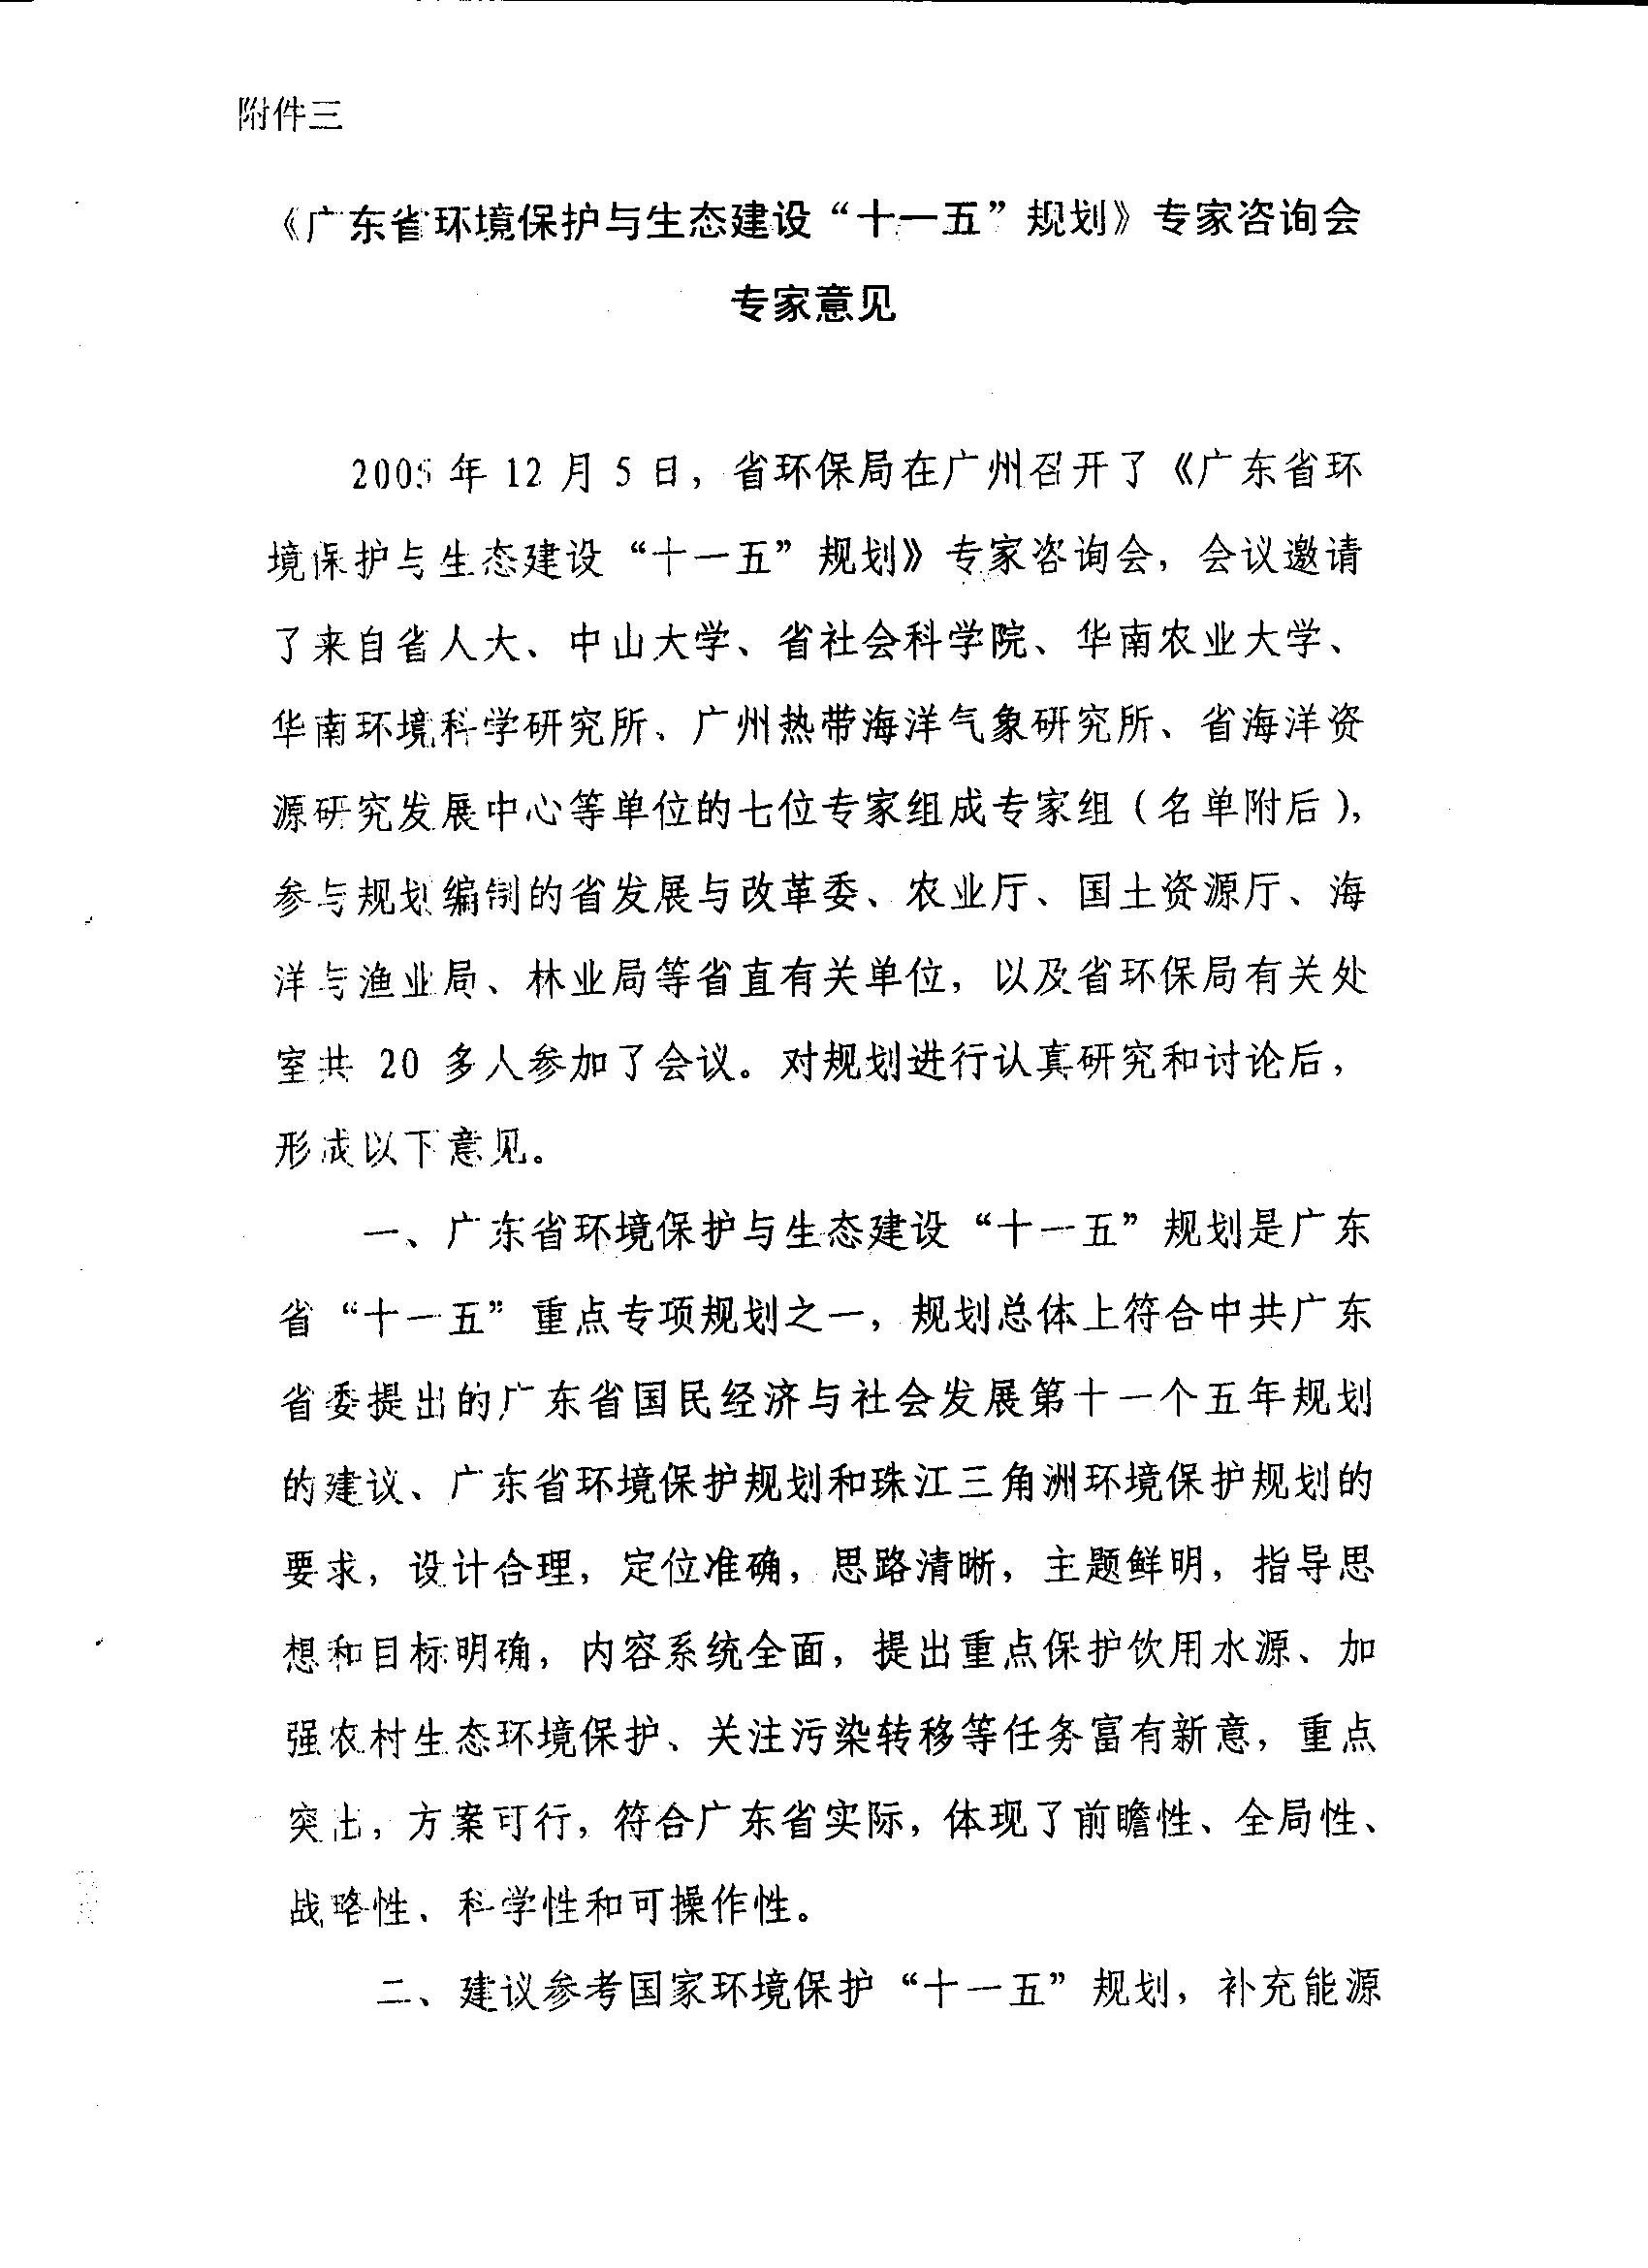 附件三
《广东省环境保护与生态建设“十一五”规划》专家咨询会
专家意见
2005年12月5日，省环保局在广州召开了《广东省环
境保护与生态建设“十一五”规划》专家咨询会，会议邀请
了来自省人大、中山大学、省社会科学院、华南农业大学、
华南环境科学研究所、广州热带海洋气象研究所、省海洋资
源研究发展中心等单位的七位专家组成专家组（名单附后），
参与规划编制的省发展与改革委、农业厅、国土资源厅、海
洋与渔业局、林业局等省直有关单位，以及省环保局有关处
室共 20 多人参加了会议。对规划进行认真研究和讨论后，
形成以下意见。
一、广东省环境保护与生态建设“十一五”规划是广东
省“十一五”重点专项规划之一，规划总体上符合中共广东
省委提出的广东省国民经济与社会发展第十一个五年规划
的建议、广东省环境保护规划和珠江三角洲环境保护规划的
要求，设计合理，定位准确，思路清晰，主题鲜明，指导思
想和目标明确，内容系统全面，提出重点保护饮用水源、加
强农村生态环境保护、关注污染转移等任务富有新意，重点
突出，方案可行，符合广东省实际，体现了前瞻性、全局性、
战略性、科学性和可操作性。
二、建议参考国家环境保护“十一五”规划，补充能源